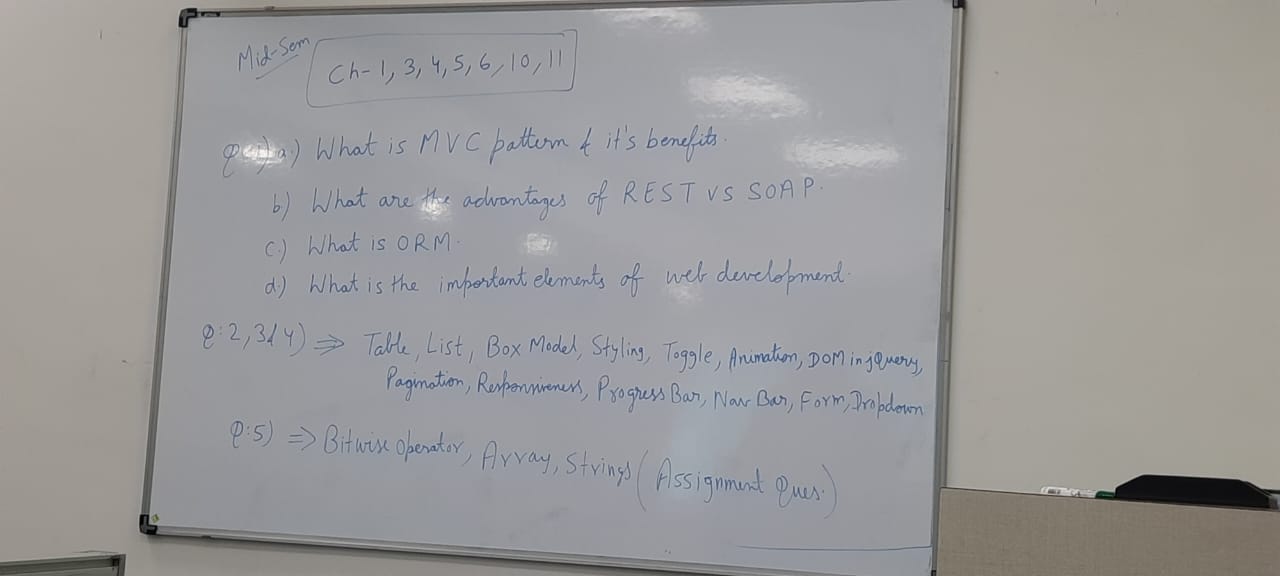 Mid-Sem
Ch-1, 3, 4, 5, 6, 10, 11
Q.1) a.) What is MVC pattern & it's benefits.
b) What are the advantages of REST vs SOAP.
c.) What is ORM.
d.) What is the important elements of web development.
Q:2,3&4) ⇒ Table, List, Box Model, Styling, Toggle, Animation, DOM in jQuery,
Pagination, Responsiveness, Progress Bar, Nav Bar, Form, Dropdown
Q:5) ⇒ Bitwise Operator, Array, Strings (Assignment Ques.)